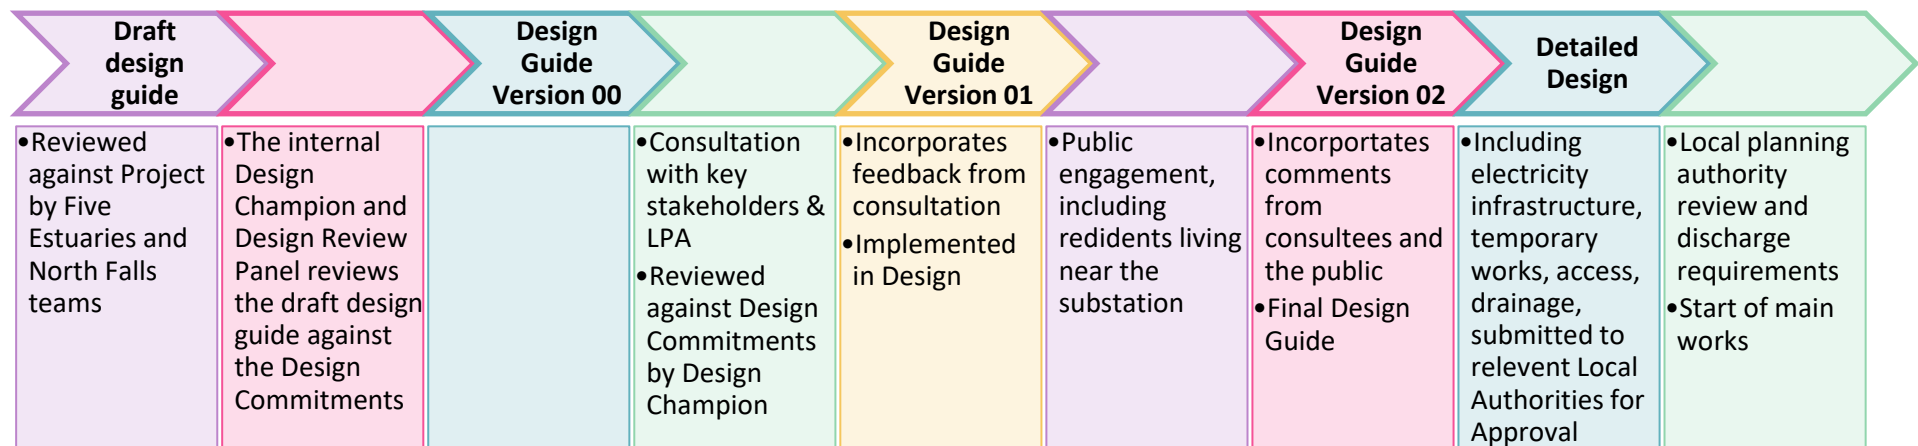 Draft
design
guide
Design
Guide
Version 00
Design
Guide
Version 01
Design
Guide
Version 02
Detailed
Design
•Reviewed
against Project
by Five
Estuaries and
North Falls
teams
•The internal
Design
Champion and
Design Review
Panel reviews
the draft design
guide against
the Design
Commitments
•Consultation
with key
stakeholders &
LPA
•Reviewed
against Design
Commitments
by Design
Champion
•Incorporates
feedback from
consultation
•Implemented
in Design
•Public
engagement,
including
redidents living
near the
substation
•Incortportates
comments
from
consultees and
the public
•Final Design
Guide
•Including
electricity
infrastructure,
temporary
works, access,
drainage,
submitted to
relevent Local
Authorities for
Approval
•Local planning
authority
review and
discharge
requirements
•Start of main
works